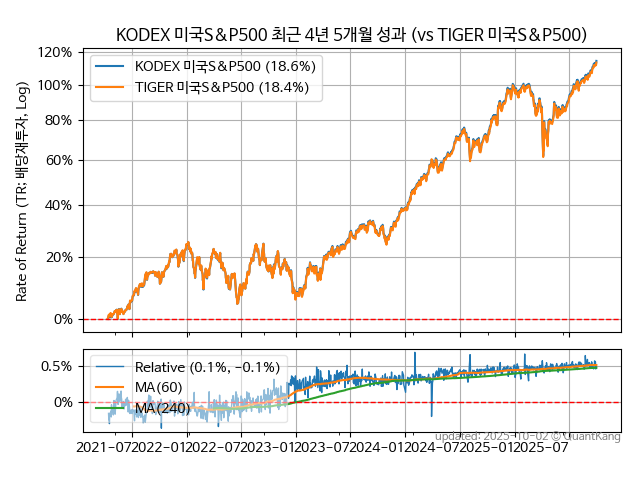 KODEX 미국S&P500 최근 4년 5개월 성과 (vs TIGER 미국S&P500)
120%
100%
80%
60%
40%
20%
0%
Rate of Return (TR: 배당재투자, Log)
KODEX 미국S&P500 (18.6%)
TIGER 미국S&P500 (18.4%)
0.5%
0%
Relative (0.1%, −0.1%)
MA(60)
MA(240)
2021-07 2022-01 2022-07 2023-01 2023-07 2024-01 2024-07 2025-01 2025-07
updated: 2025-10-02 © QuantKang